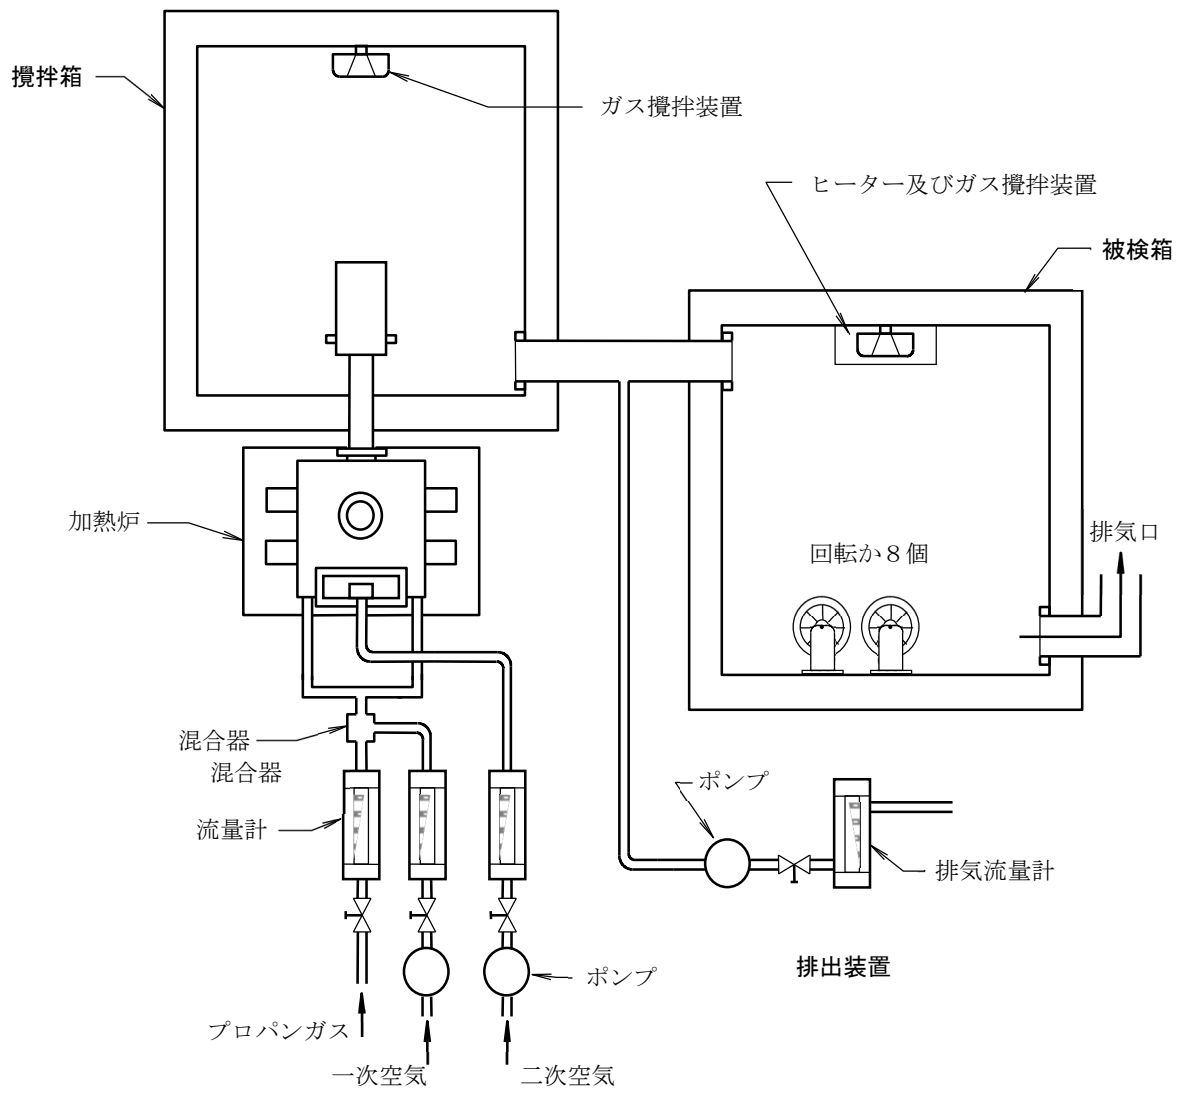 攪拌箱
ガス攪拌装置
ヒーター及びガス攪拌装置
被検箱
加熱炉
排気口
回転かご８個
混合器
混合器
ポンプ
流量計
排気流量計
排出装置
ポンプ
プロパンガス
一次空気
二次空気